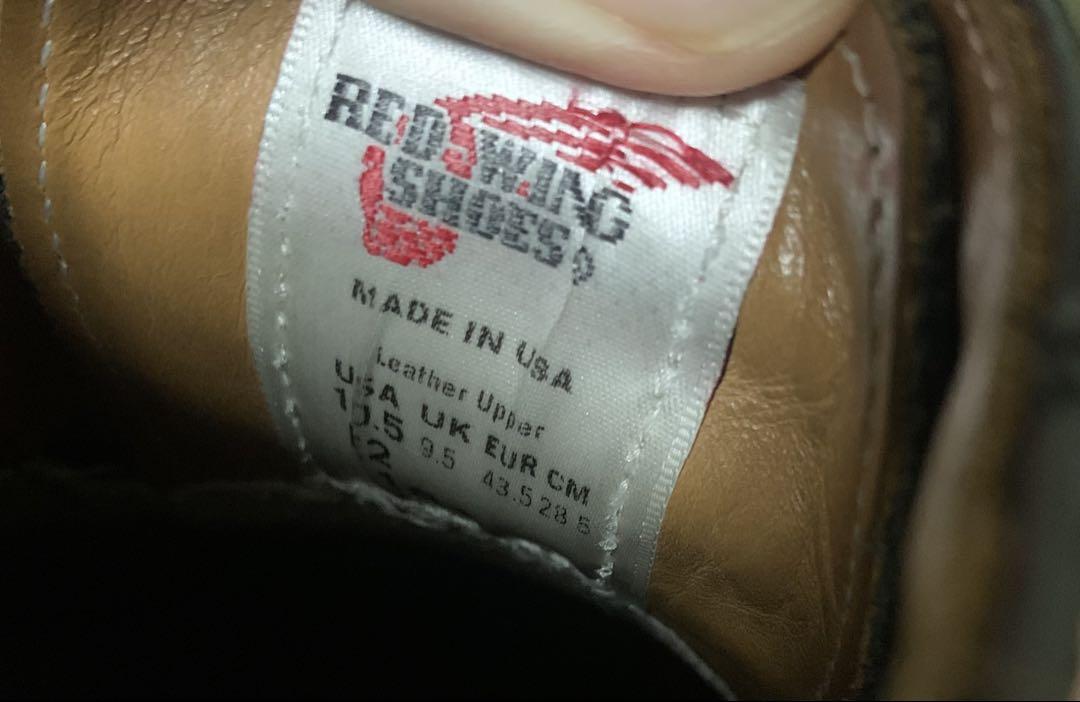 RED WING
SHOES®
MADE IN USA
Leather Upper
USA UK EUR CM
10.5 9.5 43.5 28.5